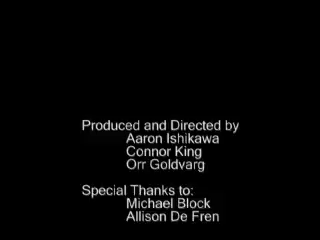 Produced and Directed by
Aaron Ishikawa
Connor King
Orr Goldvarg
Special Thanks to:
Michael Block
Allison De Fren